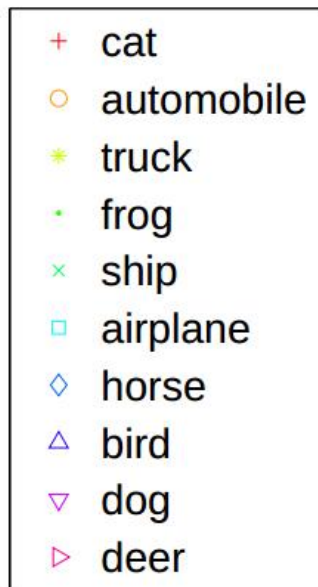 cat
automobile
truck
frog
ship
airplane
horse
bird
dog
deer